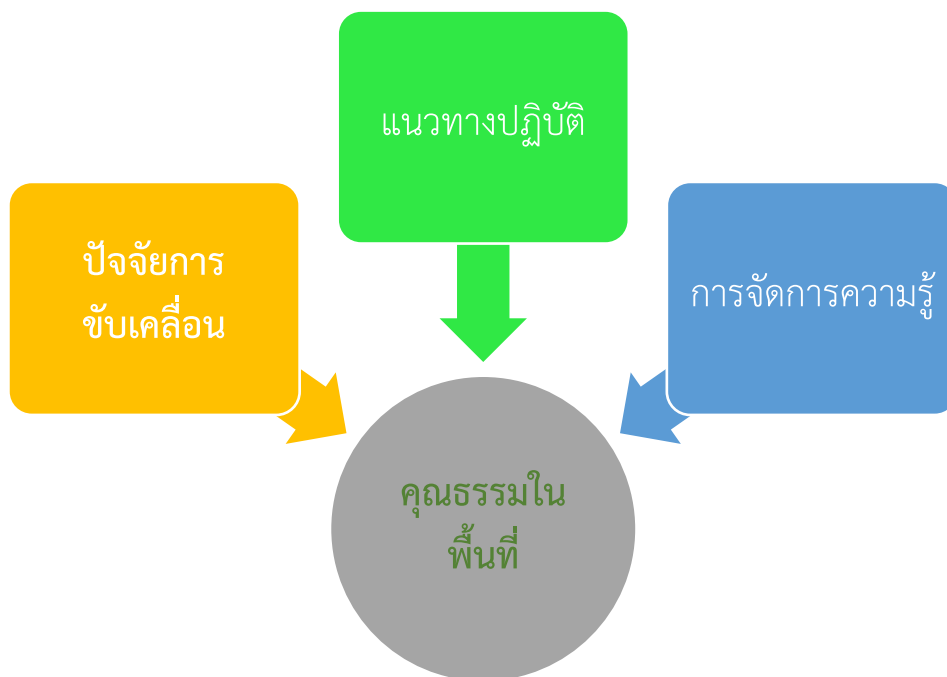 แนวทางปฏิบัติ
ปัจจัยการ
ขับเคลื่อน
การจัดการความรู้
คุณธรรมใน
พื้นที่